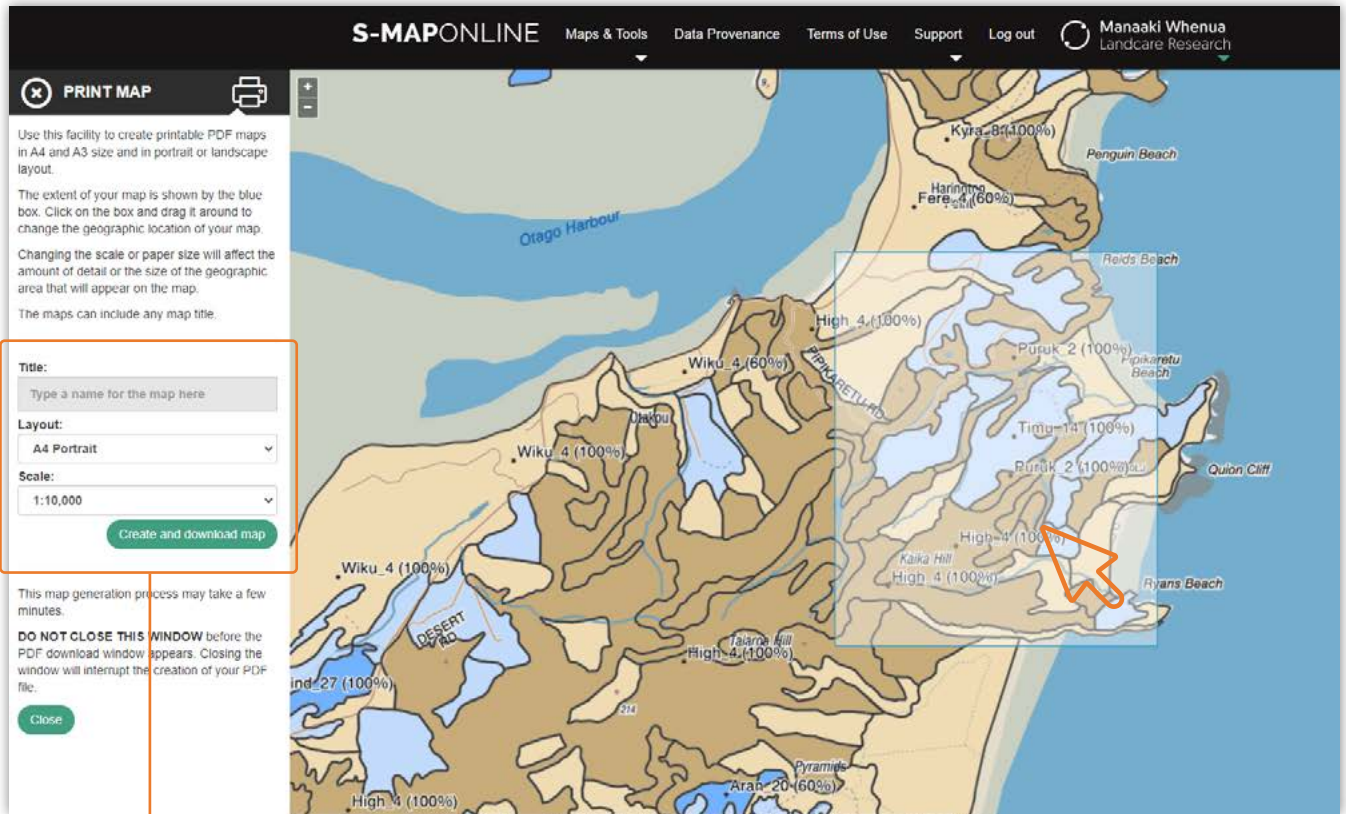 S-MAPONLINE
Maps & Tools
Data Provenance
Terms of Use
Support
Log out
Manaaki Whenua
Landcare Research
PRINT MAP
Use this facility to create printable PDF maps
in A4 and A3 size and in portrait or landscape
layout.
The extent of your map is shown by the blue
box. Click on the box and drag it around to
change the geographic location of your map.
Changing the scale or paper size will affect the
amount of detail or the size of the geographic
area that will appear on the map.
The maps can include any map title.
Title:
Type a name for the map here
Layout:
A4 Portrait
Scale:
1:10,000
Create and download map
This map generation process may take a few
minutes.
DO NOT CLOSE THIS WINDOW before the
PDF download window appears. Closing the
window will interrupt the creation of your PDF
file.
Close
+
-
Kyra_8 (100%)
Penguin Beach
Harington
Fere_4 (60%)
Otago Harbour
Reids Beach
High_4 (100%)
Puruk_2 (100%)
Pipikaretu
Beach
Wiku_4 (60%)
PIPIKARETU RD
Otakou
Timu_14 (100%)
Wiku_4 (100%)
Puruk_2 (100%)
Quion Cliff
High_4 (100%)
Kaika Hill
Wiku_4 (100%)
High_4 (100%)
Ryans Beach
DESERT
RD
Taiaroa Hill
High_4 (100%)
ind_27 (100%)
214
Pyramids
Aran_20 (60%)
High_4 (100%)